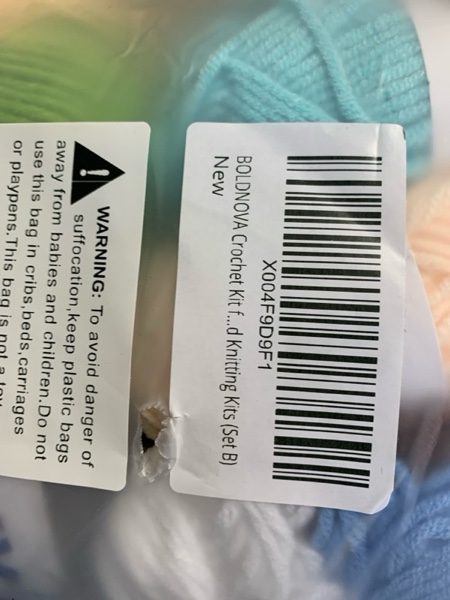 X004F9D9F1
BOLDNOVA Crochet Kit f...d Knitting Kits (Set B)
New
WARNING: To avoid danger of
suffocation,keep plastic bags
away from babies and children.Do not
use this bag in cribs,beds,carriages
or playpens.This bag is not a toy